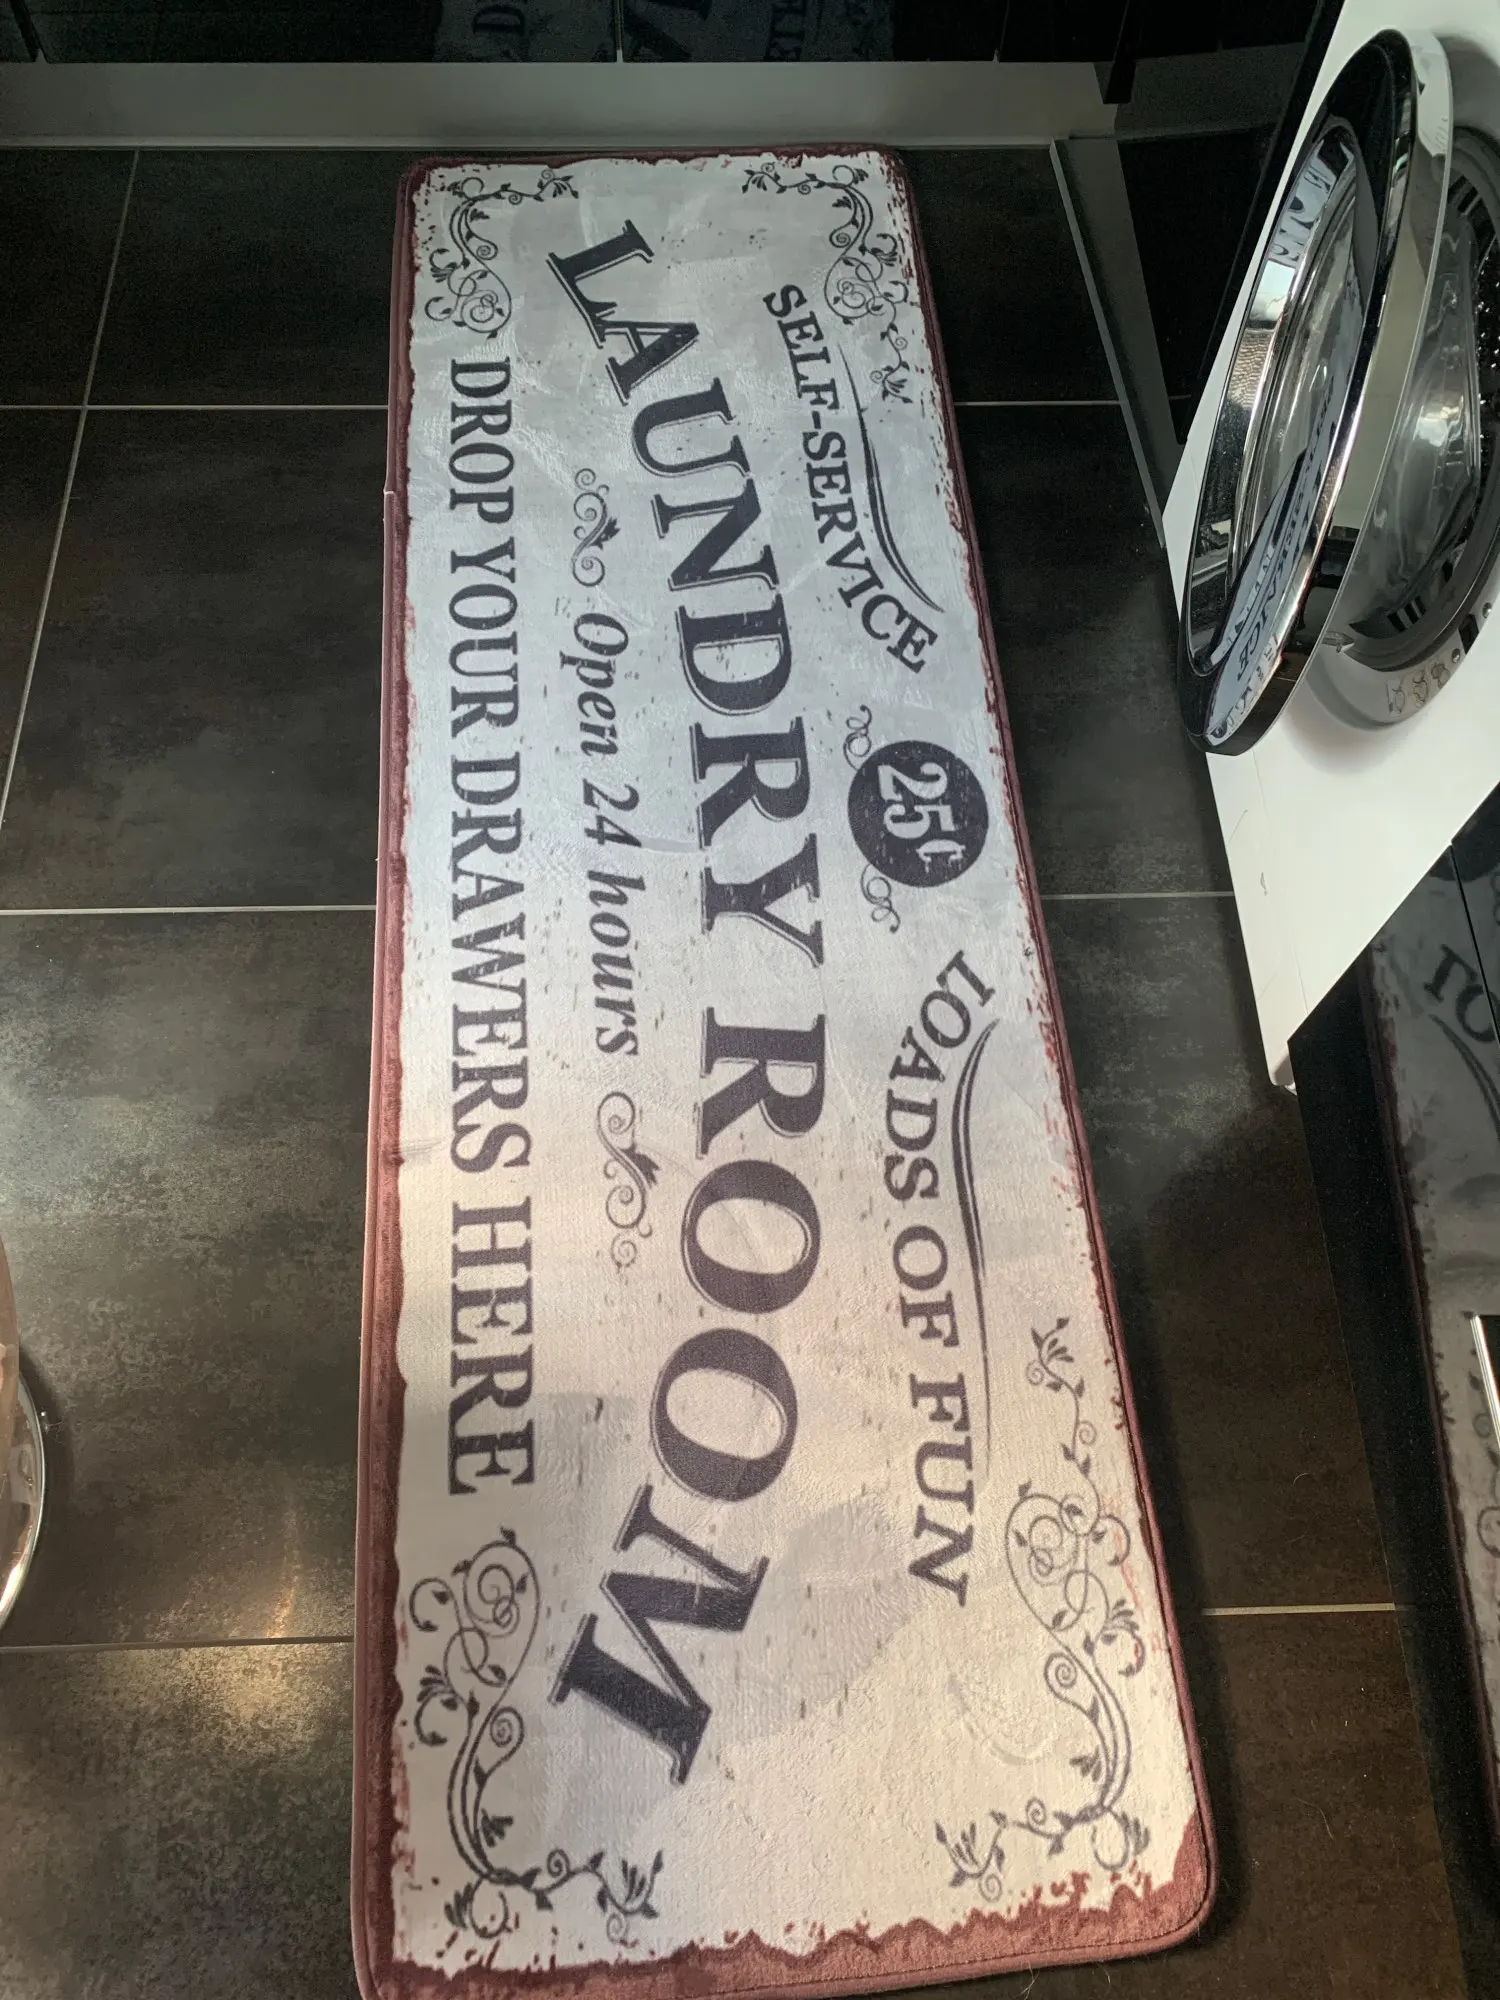 SELF-SERVICE 25¢ LOADS OF FUN
LAUNDRY ROOM
Open 24 hours
DROP YOUR DRAWERS HERE